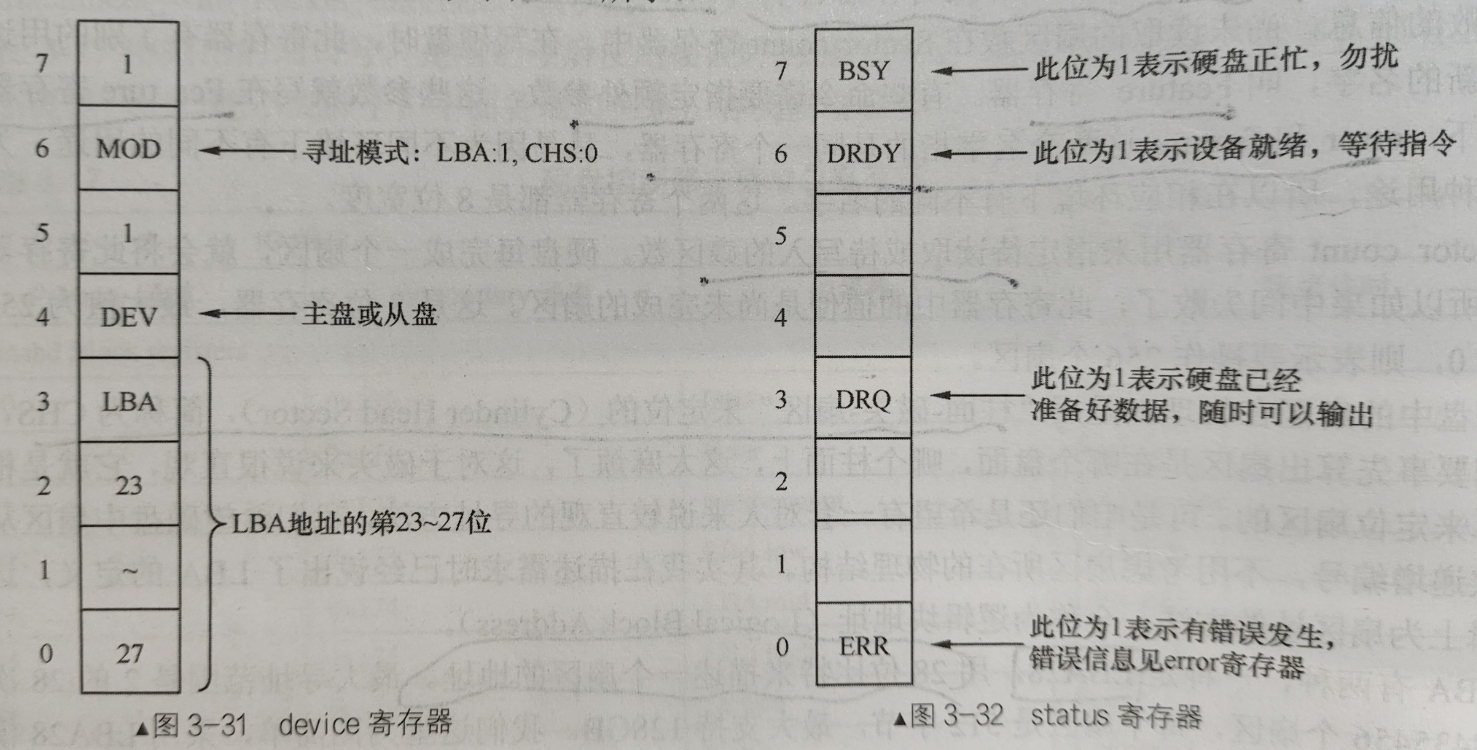 7 1
6 MOD 寻址模式：LBA:1, CHS:0
5 1
4 DEV 主盘或从盘
3 LBA
2 23
1 ~
0 27
LBA地址的第23~27位
▲图 3-31 device 寄存器
7 BSY 此位为1表示硬盘正忙，勿扰
6 DRDY 此位为1表示设备就绪，等待指令
5
4
3 DRQ 此位为1表示硬盘已经
准备好数据，随时可以输出
2
1
0 ERR 此位为1表示有错误发生，
错误信息见error寄存器
▲图 3-32 status 寄存器